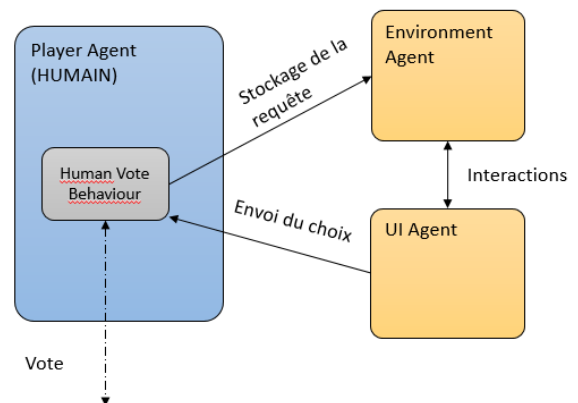 Player Agent
(HUMAIN)
Human Vote
Behaviour
Stockage de la
requête
Environment
Agent
Interactions
Envoi du choix
UI Agent
Vote